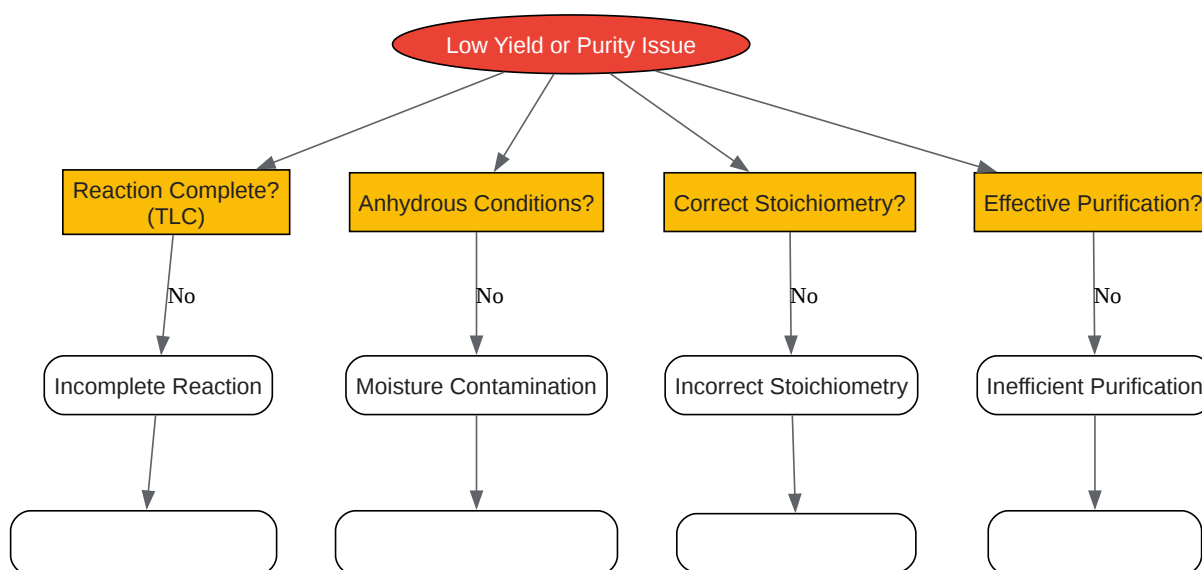 Low Yield or Purity Issue
Reaction Complete?
(TLC)
Anhydrous Conditions?
Correct Stoichiometry?
Effective Purification?
No
No
No
No
Incomplete Reaction
Moisture Contamination
Incorrect Stoichiometry
Inefficient Purification